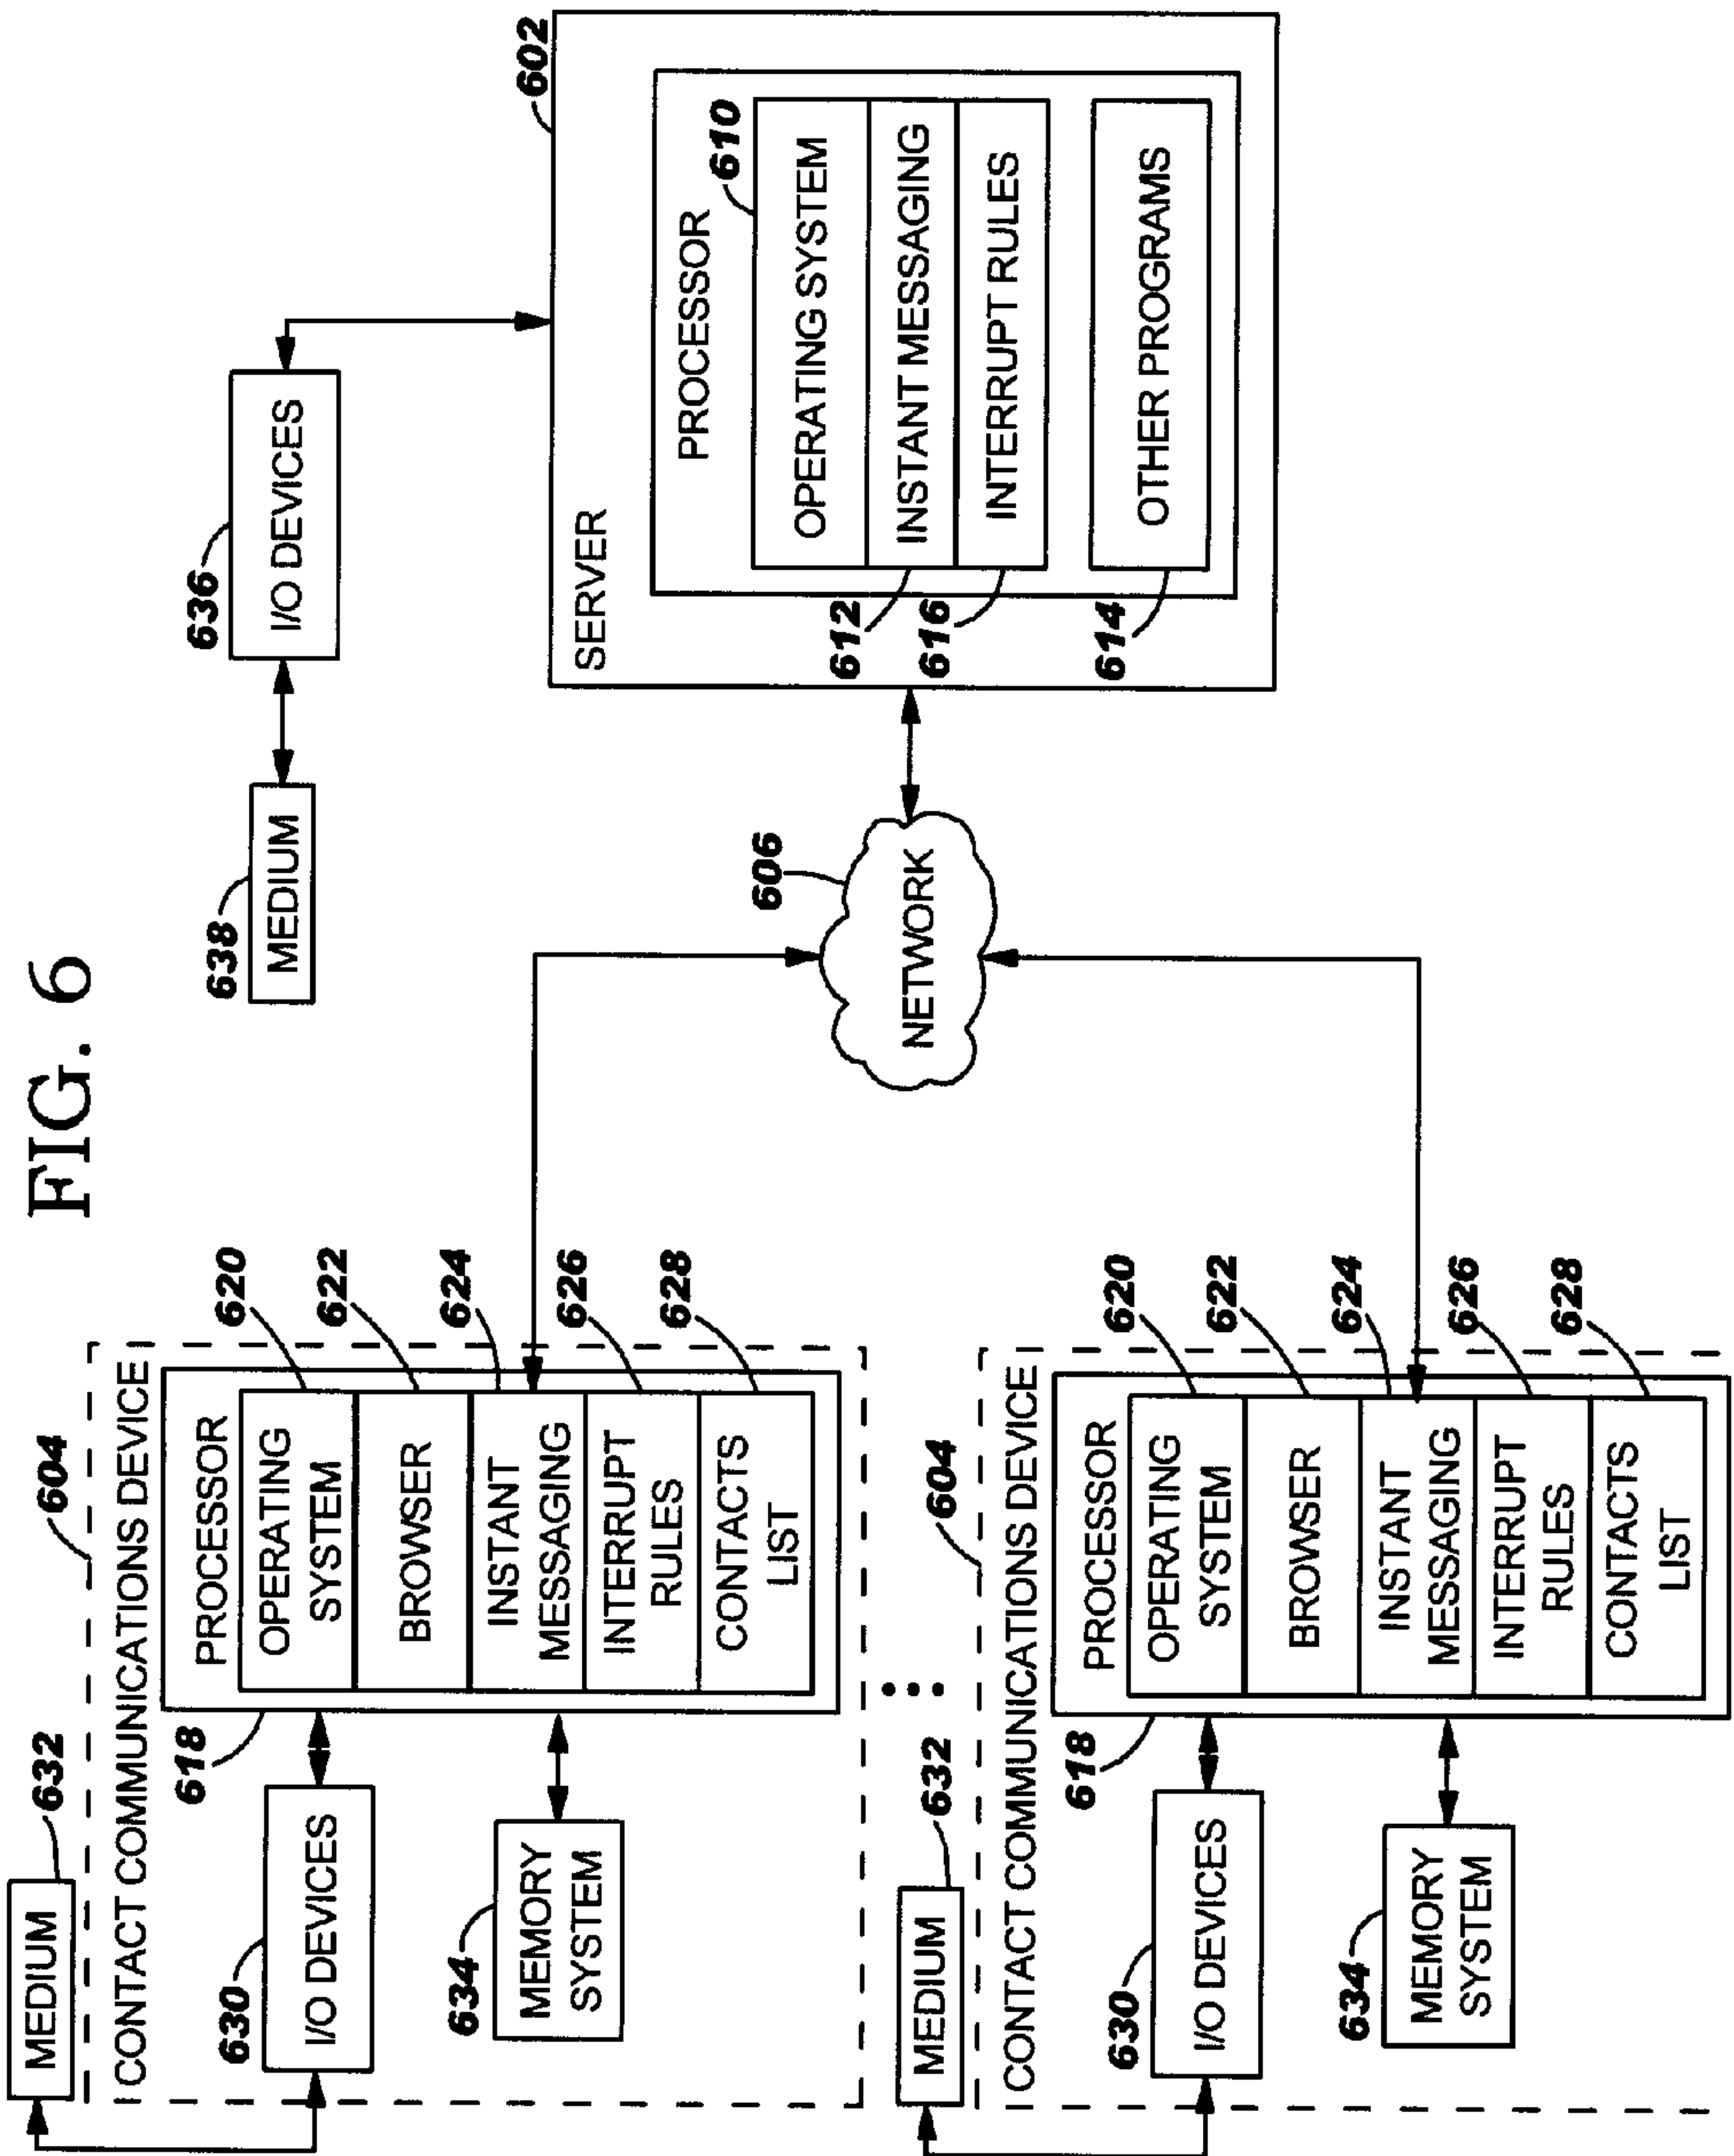 FIG. 6
MEDIUM
632
604
CONTACT COMMUNICATIONS DEVICE
PROCESSOR
618
OPERATING
SYSTEM
620
BROWSER
622
INSTANT
MESSAGING
624
INTERRUPT
RULES
626
CONTACTS
LIST
628
630
I/O DEVICES
634
MEMORY
SYSTEM
MEDIUM
632
604
CONTACT COMMUNICATIONS DEVICE
PROCESSOR
618
OPERATING
SYSTEM
620
BROWSER
622
INSTANT
MESSAGING
624
INTERRUPT
RULES
626
CONTACTS
LIST
628
630
I/O DEVICES
634
MEMORY
SYSTEM
606
NETWORK
638
MEDIUM
636
I/O DEVICES
602
SERVER
PROCESSOR
610
OPERATING SYSTEM
612
INSTANT MESSAGING
616
INTERRUPT RULES
614
OTHER PROGRAMS